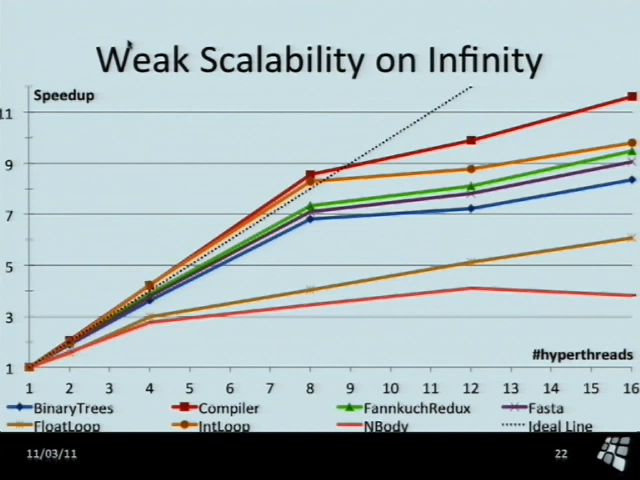 Weak Scalability on Infinity
Speedup
11
9
7
5
3
1
#hyperthreads
1 2 3 4 5 6 7 8 9 10 11 12 13 14 15 16
BinaryTrees Compiler FannkuchRedux Fasta
FloatLoop IntLoop NBody Ideal Line
11/03/11 22